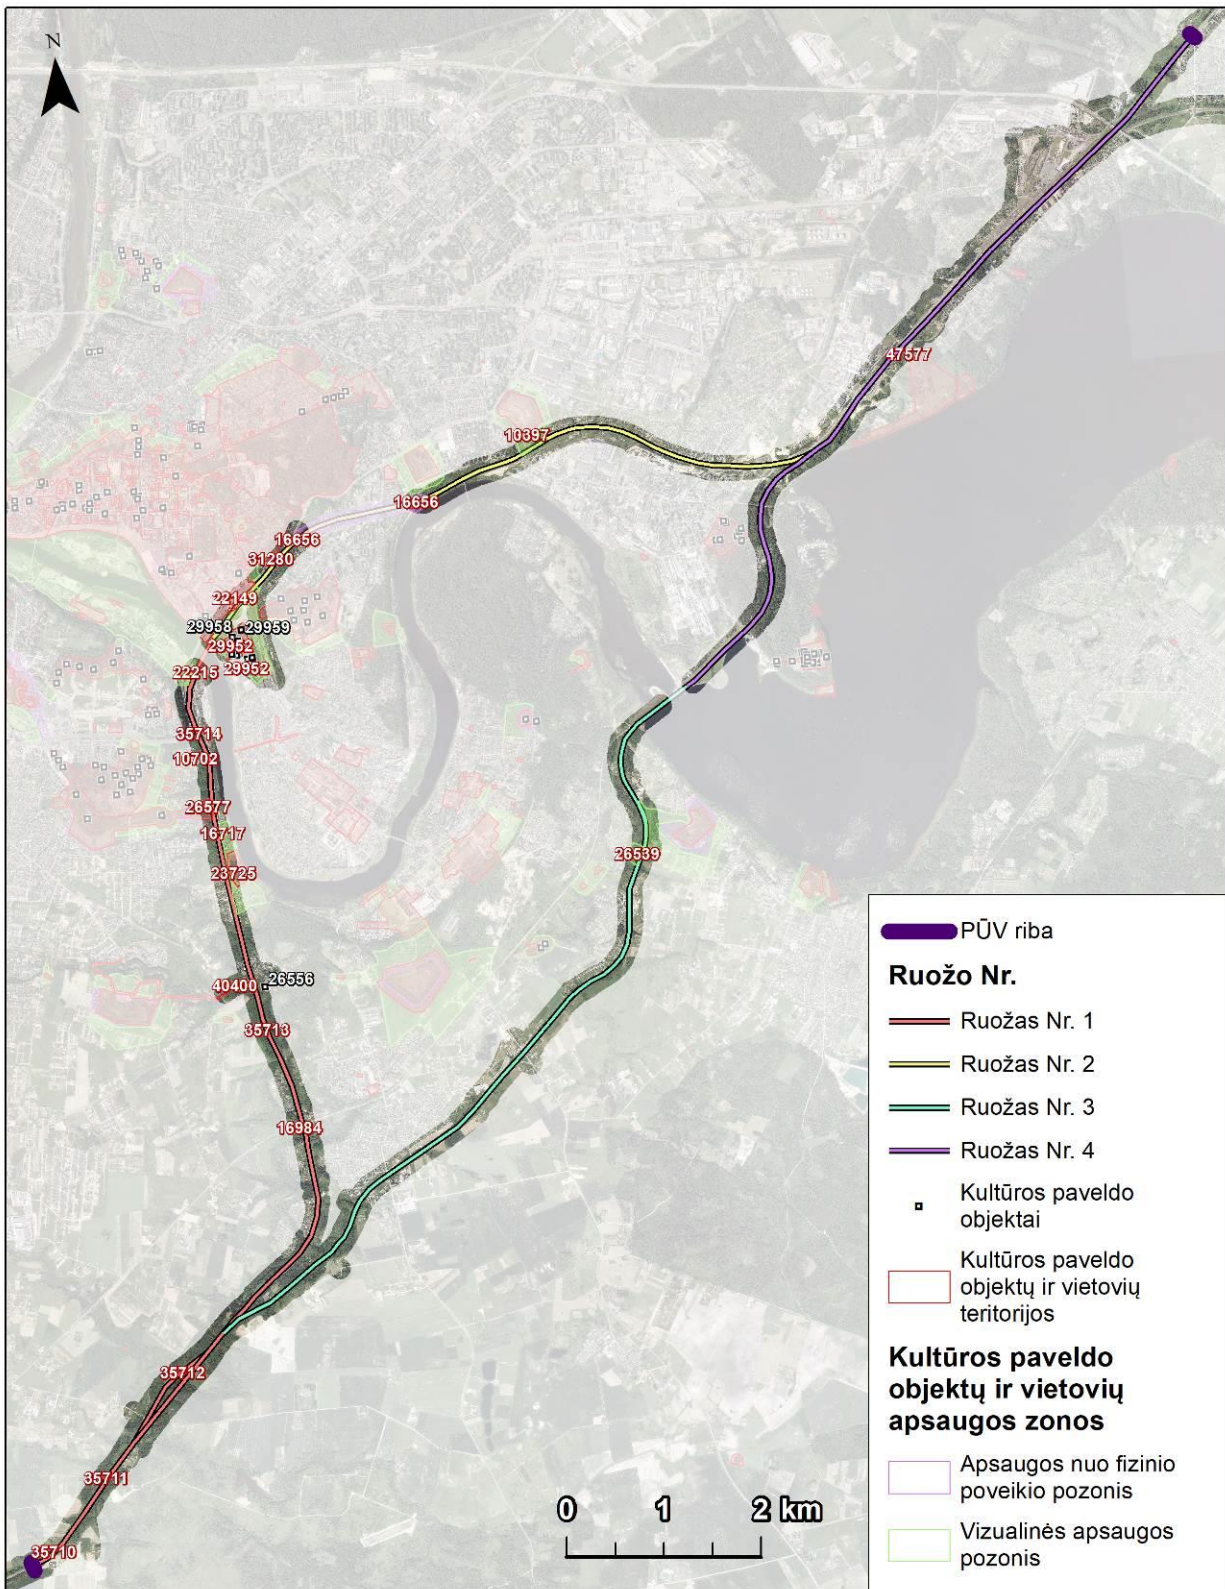 N
47577
10397
16656
16656
31280
22149
29958
29959
29952
29952
22215
35714
10702
26577
16717
23725
26539
40400
26556
35713
16984
35712
35711
35710
0 1 2 km
PŪV riba
Ruožo Nr.
Ruožas Nr. 1
Ruožas Nr. 2
Ruožas Nr. 3
Ruožas Nr. 4
Kultūros paveldo
objektai
Kultūros paveldo
objektų ir vietovių
teritorijos
Kultūros paveldo
objektų ir vietovių
apsaugos zonos
Apsaugos nuo fizinio
poveikio pozonis
Vizualinės apsaugos
pozonis